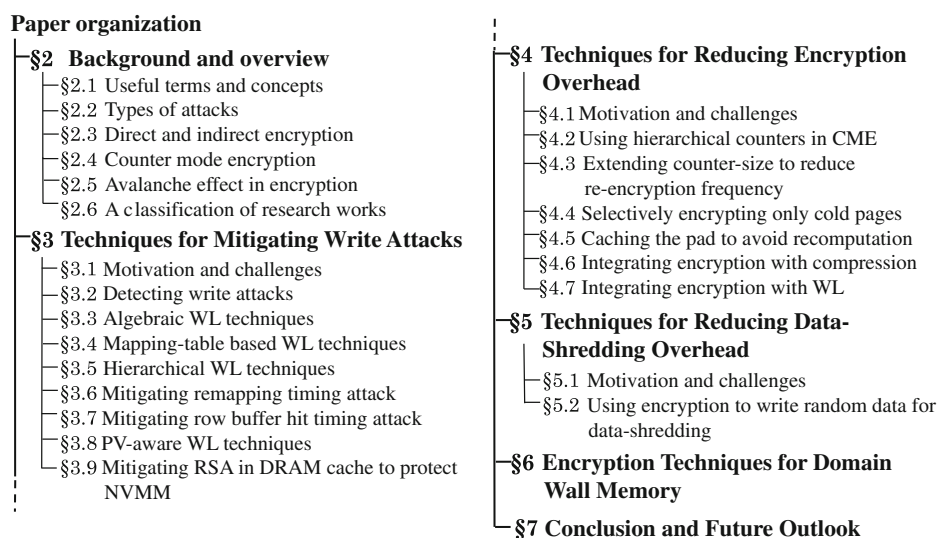 Paper organization
§2 Background and overview
§2.1 Useful terms and concepts
§2.2 Types of attacks
§2.3 Direct and indirect encryption
§2.4 Counter mode encryption
§2.5 Avalanche effect in encryption
§2.6 A classification of research works
§3 Techniques for Mitigating Write Attacks
§3.1 Motivation and challenges
§3.2 Detecting write attacks
§3.3 Algebraic WL techniques
§3.4 Mapping-table based WL techniques
§3.5 Hierarchical WL techniques
§3.6 Mitigating remapping timing attack
§3.7 Mitigating row buffer hit timing attack
§3.8 PV-aware WL techniques
§3.9 Mitigating RSA in DRAM cache to protect
NVMM
§4 Techniques for Reducing Encryption
Overhead
§4.1 Motivation and challenges
§4.2 Using hierarchical counters in CME
§4.3 Extending counter-size to reduce
re-encryption frequency
§4.4 Selectively encrypting only cold pages
§4.5 Caching the pad to avoid recomputation
§4.6 Integrating encryption with compression
§4.7 Integrating encryption with WL
§5 Techniques for Reducing Data-
Shredding Overhead
§5.1 Motivation and challenges
§5.2 Using encryption to write random data for
data-shredding
§6 Encryption Techniques for Domain
Wall Memory
§7 Conclusion and Future Outlook